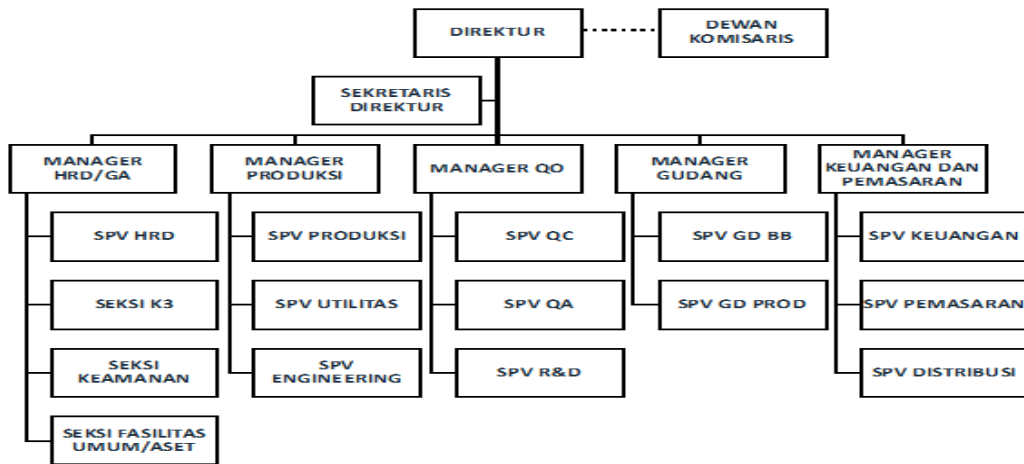 DIREKTUR
DEWAN
KOMISARIS
SEKRETARIS
DIREKTUR
MANAGER
HRD/GA
MANAGER
PRODUKSI
MANAGER QO
MANAGER
GUDANG
MANAGER
KEUANGAN DAN
PEMASARAN
SPV HRD
SPV PRODUKSI
SPV QC
SPV GD BB
SPV KEUANGAN
SEKSI K3
SPV UTILITAS
SPV QA
SPV GD PROD
SPV PEMASARAN
SEKSI
KEAMANAN
SPV
ENGINEERING
SPV R&D
SPV DISTRIBUSI
SEKSI FASILITAS
UMUM/ASET